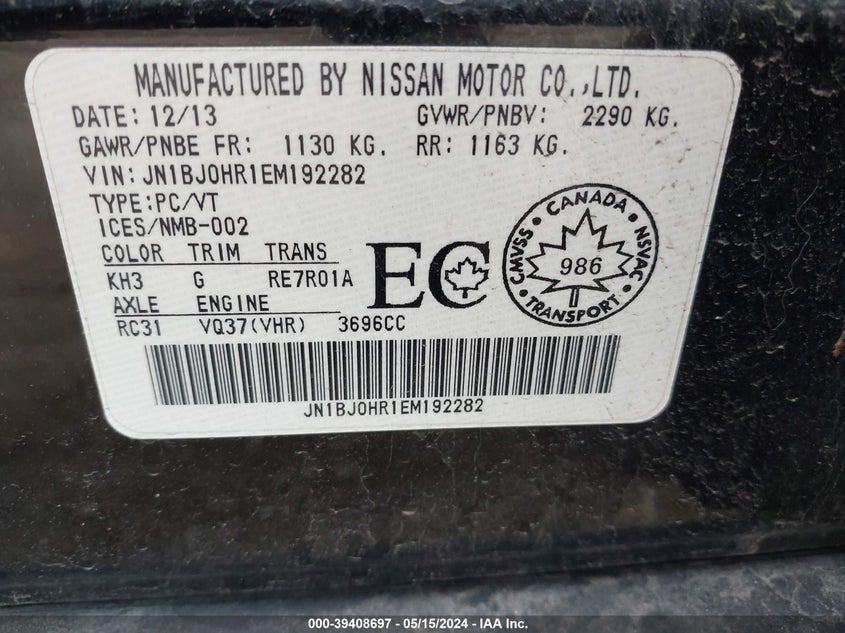 MANUFACTURED BY NISSAN MOTOR CO.,LTD.
DATE: 12/13 GVWR/PNBV: 2290 KG.
GAWR/PNBE FR: 1130 KG. RR: 1163 KG.
VIN: JN1BJ0HR1EM192282
TYPE:PC/VT
ICES/NMB-002
COLOR TRIM TRANS
KH3 G RE7R01A
AXLE ENGINE
RC31 VQ37(VHR) 3696CC
EC
CANADA
CMVSS 986 NSVAC
TRANSPORT
JN1BJ0HR1EM192282
000-39408697 - 05/15/2024 - IAA Inc.